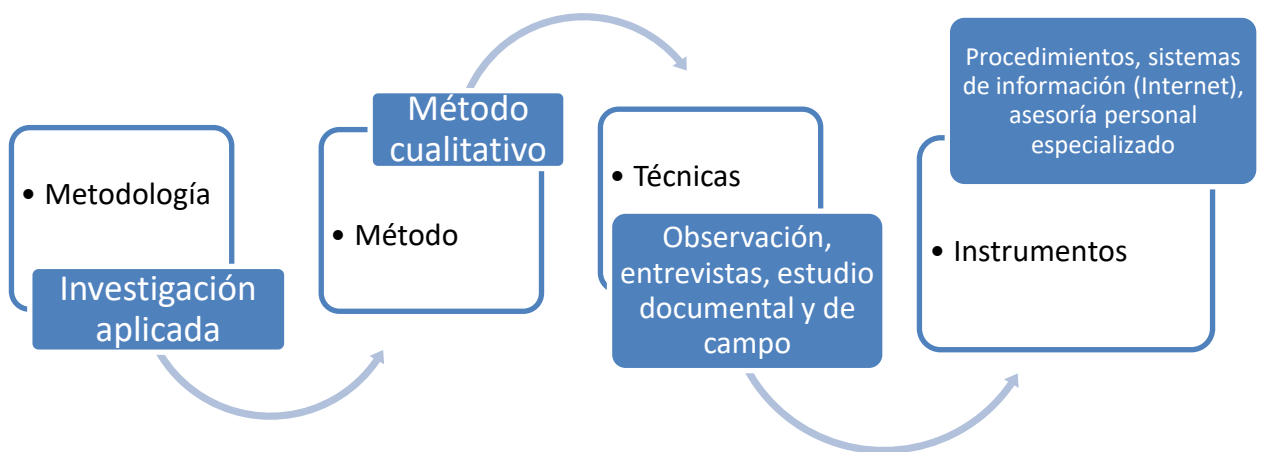 • Metodología
Investigación
aplicada
Método
cualitativo
• Método
• Técnicas
Observación,
entrevistas, estudio
documental y de
campo
Procedimientos, sistemas
de información (Internet),
asesoría personal
especializado
• Instrumentos